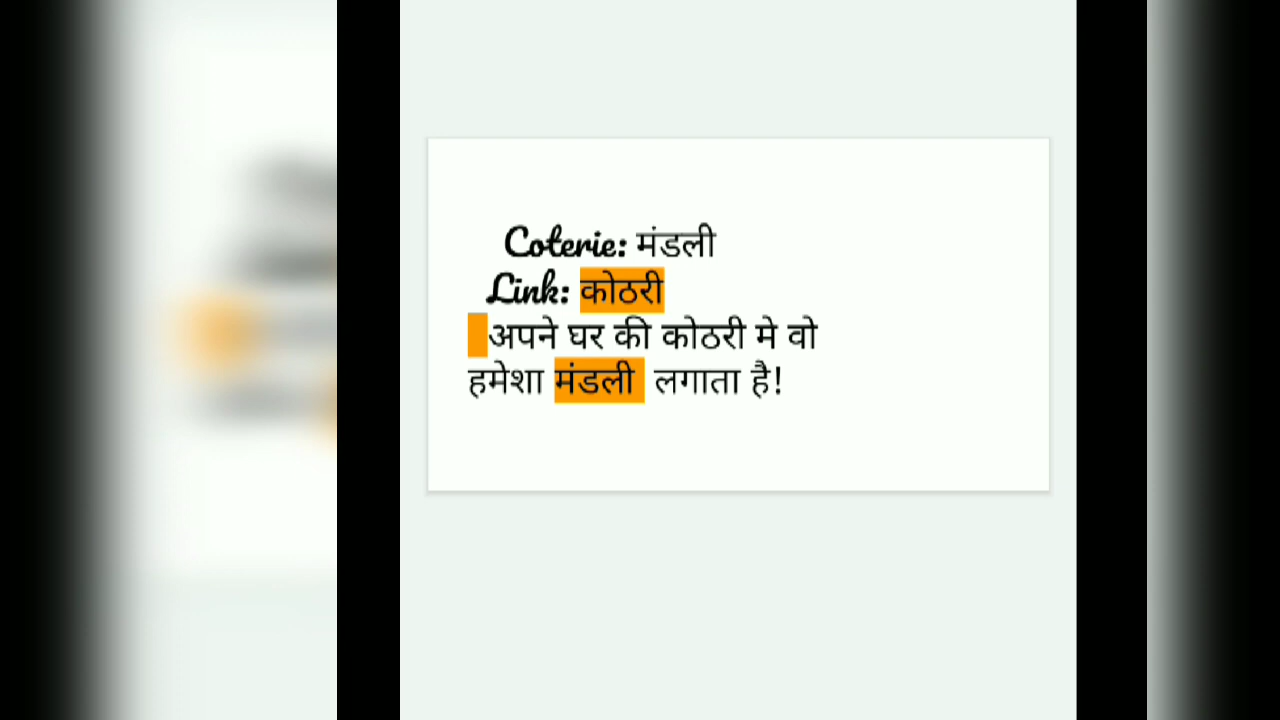 Coterie: मंडली
Link: कोठरी
अपने घर की कोठरी मे वो
हमेशा मंडली लगाता है!